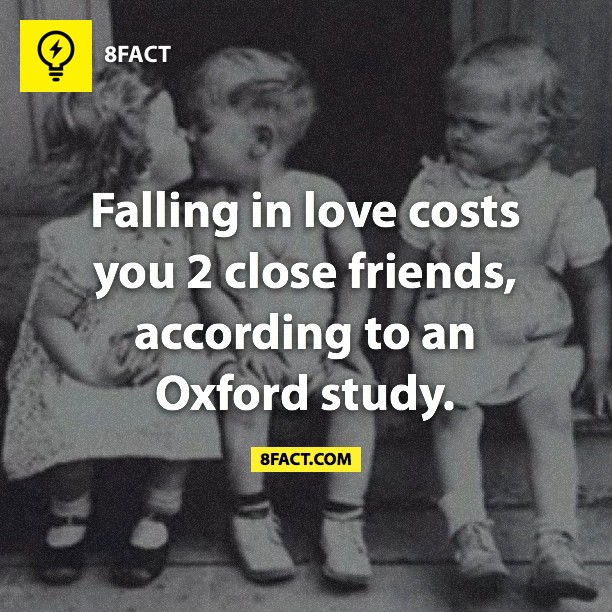 8FACT
Falling in love costs
you 2 close friends,
according to an
Oxford study.
8FACT.COM